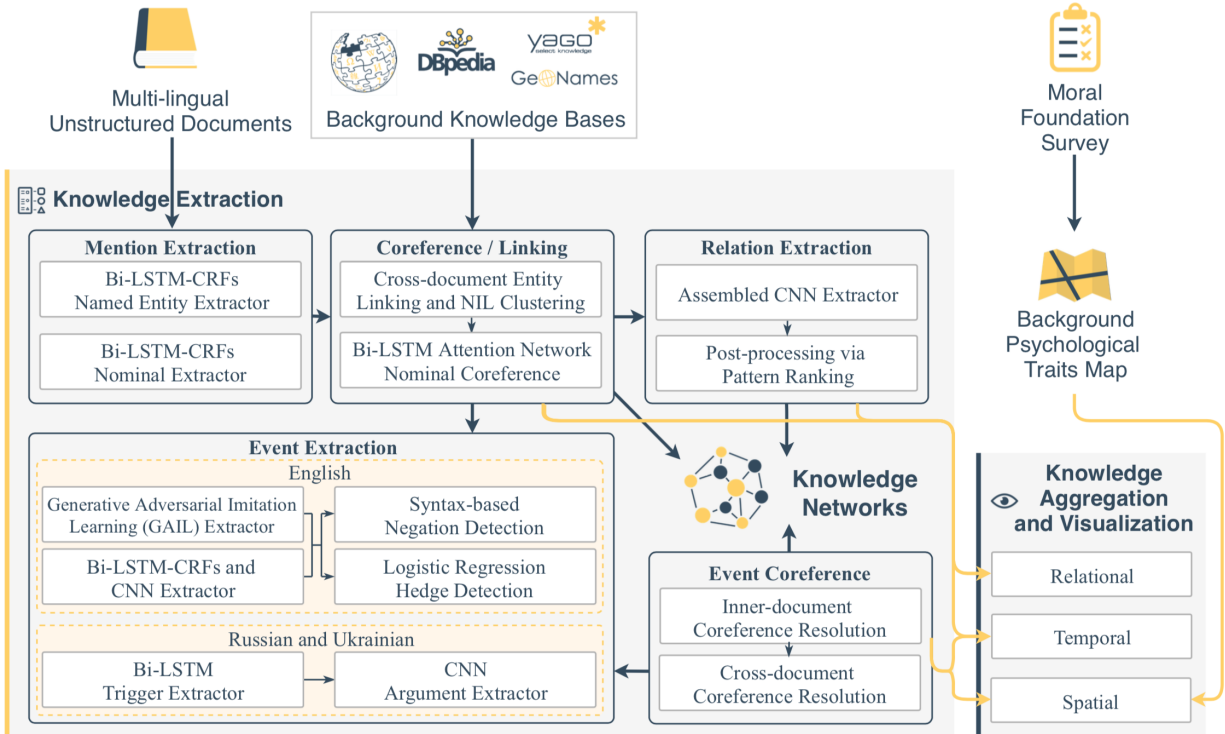 Multi-lingual
Unstructured Documents
DBpedia
yago
select knowledge
GeoNames
Background Knowledge Bases
Moral
Foundation
Survey
Knowledge Extraction
Mention Extraction
Bi-LSTM-CRFs
Named Entity Extractor
Bi-LSTM-CRFs
Nominal Extractor
Coreference / Linking
Cross-document Entity
Linking and NIL Clustering
Bi-LSTM Attention Network
Nominal Coreference
Relation Extraction
Assembled CNN Extractor
Post-processing via
Pattern Ranking
Background
Psychological
Traits Map
Event Extraction
English
Generative Adversarial Imitation
Learning (GAIL) Extractor
Bi-LSTM-CRFs and
CNN Extractor
Syntax-based
Negation Detection
Logistic Regression
Hedge Detection
Russian and Ukrainian
Bi-LSTM
Trigger Extractor
CNN
Argument Extractor
Knowledge
Networks
Event Coreference
Inner-document
Coreference Resolution
Cross-document
Coreference Resolution
Knowledge
Aggregation
and Visualization
Relational
Temporal
Spatial